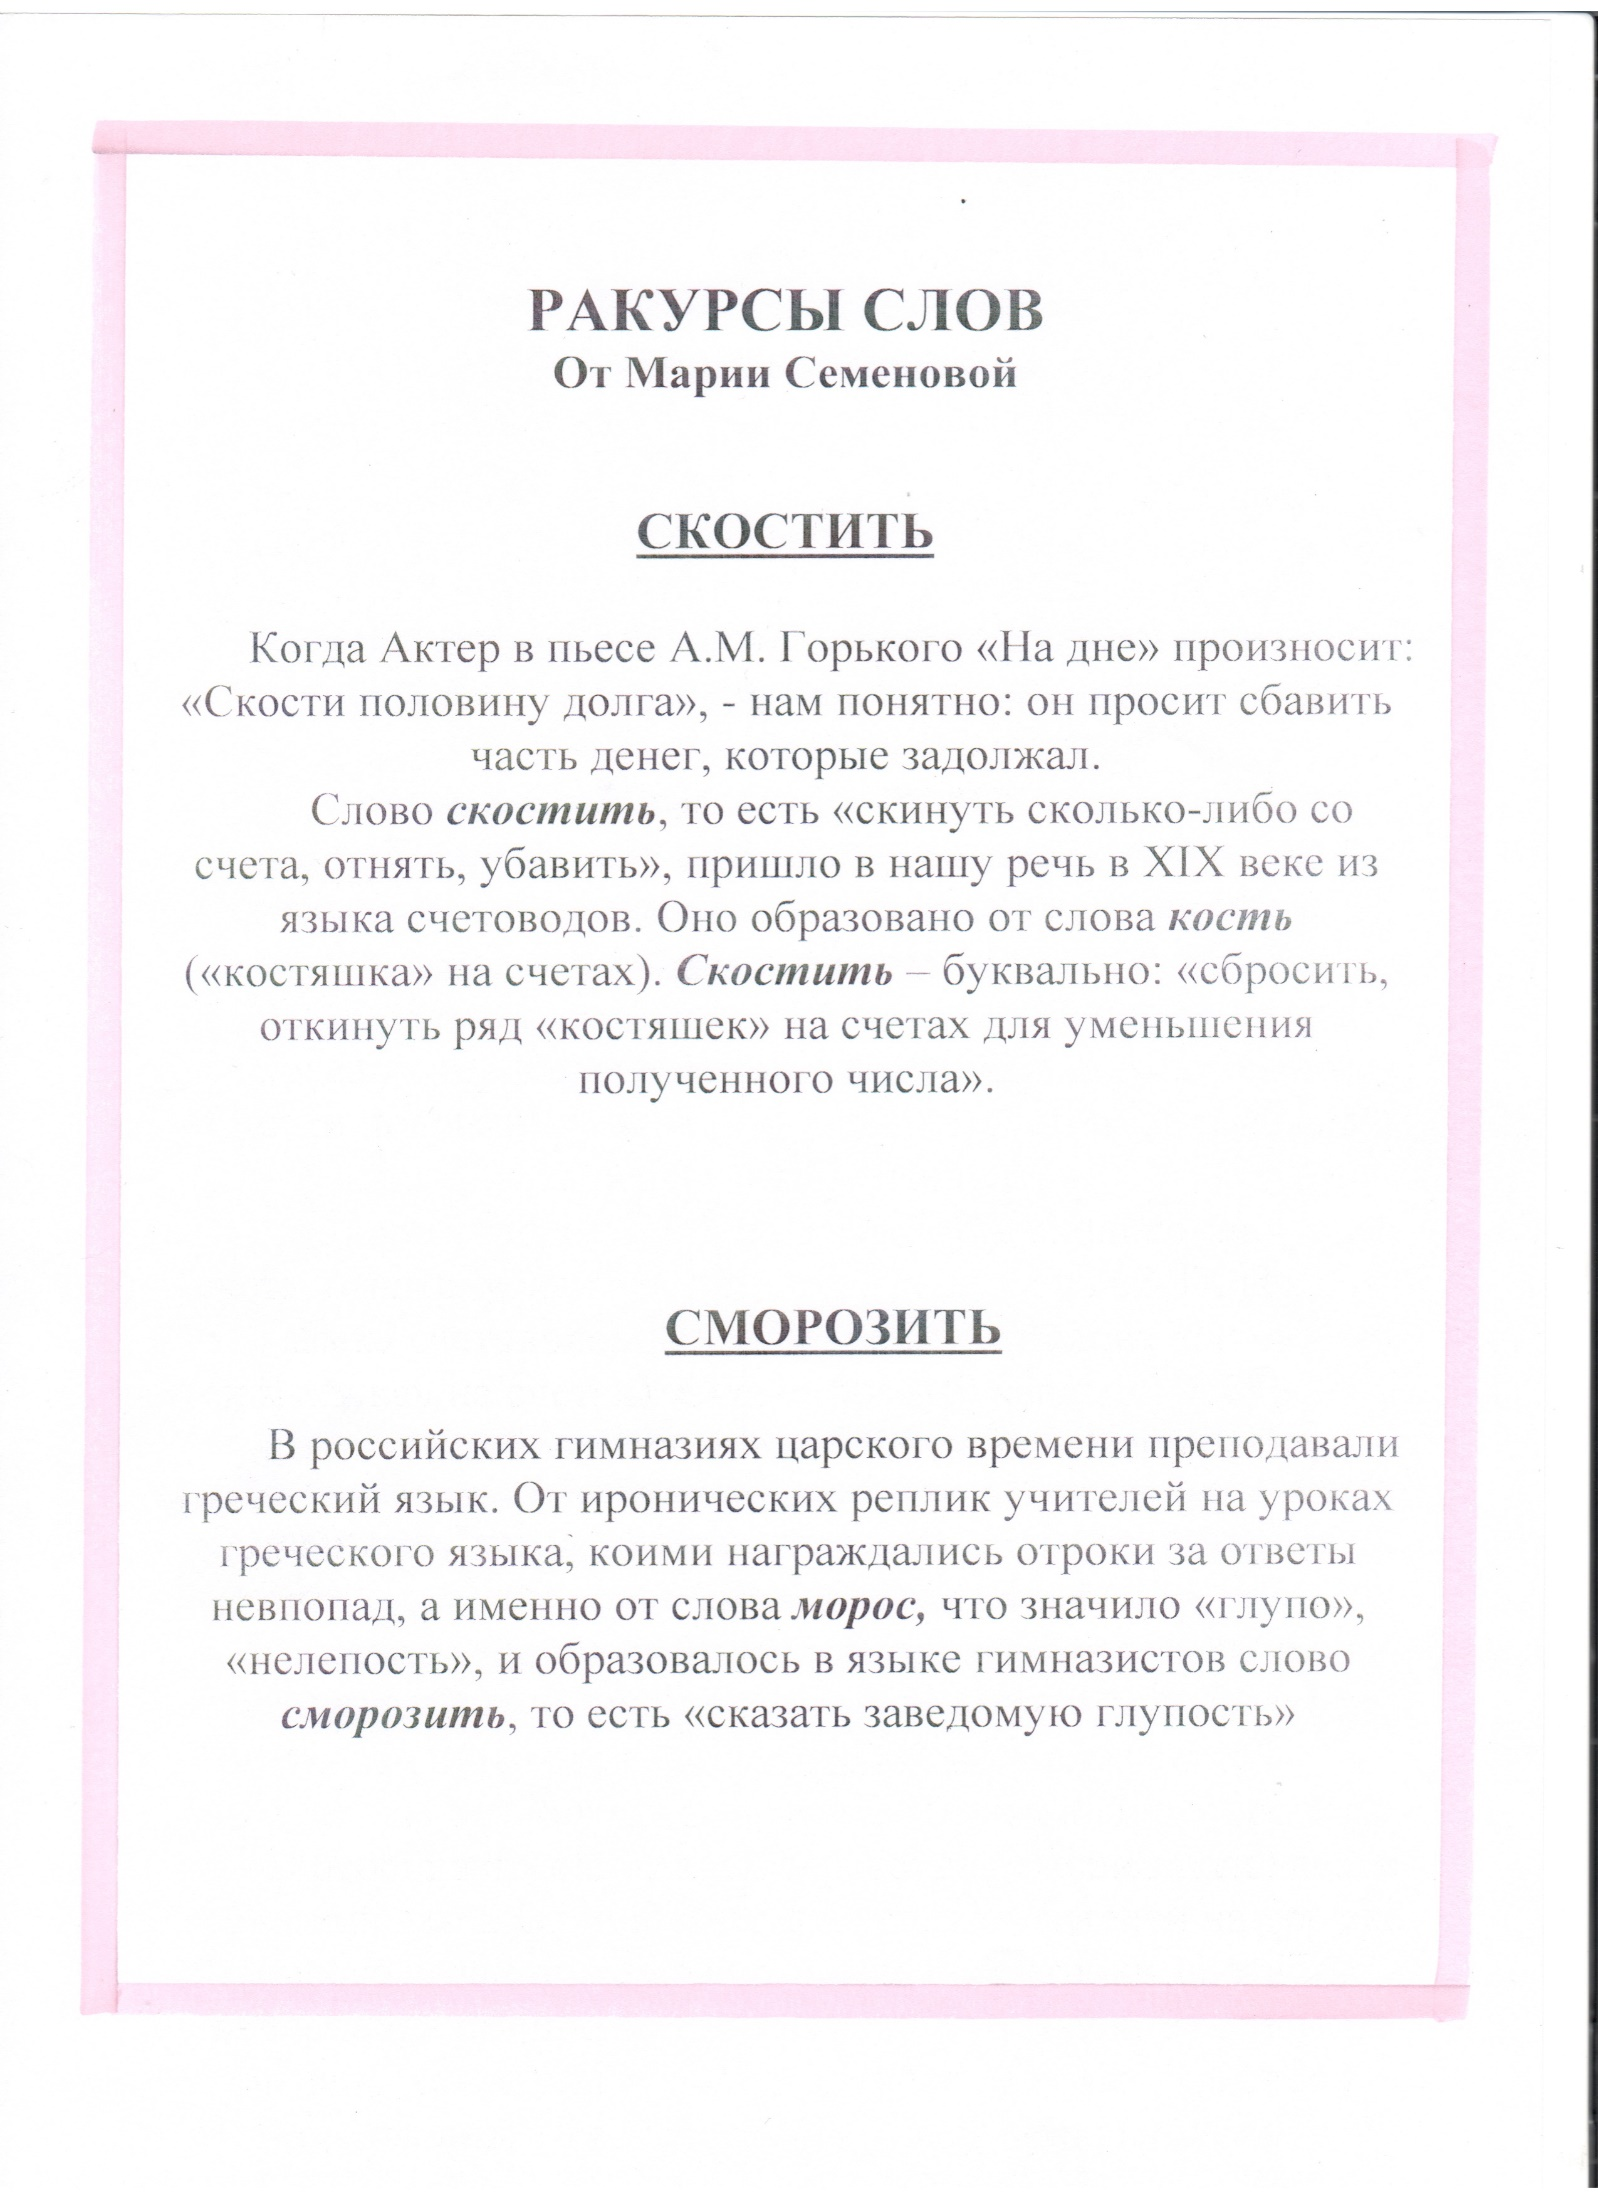 РАКУРСЫ СЛОВ
От Марии Семеновой
СКОСТИТЬ
Когда Актер в пьесе А.М. Горького «На дне» произносит:
«Скости половину долга», - нам понятно: он просит сбавить
часть денег, которые задолжал.
Слово скостить, то есть «скинуть сколько-либо со
счета, отнять, убавить», пришло в нашу речь в XIX веке из
языка счетоводов. Оно образовано от слова кость
(«костяшка» на счетах). Скостить – буквально: «сбросить,
откинуть ряд «костяшек» на счетах для уменьшения
полученного числа».
СМОРОЗИТЬ
В российских гимназиях царского времени преподавали
греческий язык. От иронических реплик учителей на уроках
греческого языка, коими награждались отроки за ответы
невпопад, а именно от слова морос, что значило «глупо»,
«нелепость», и образовалось в языке гимназистов слово
сморозить, то есть «сказать заведомую глупость»